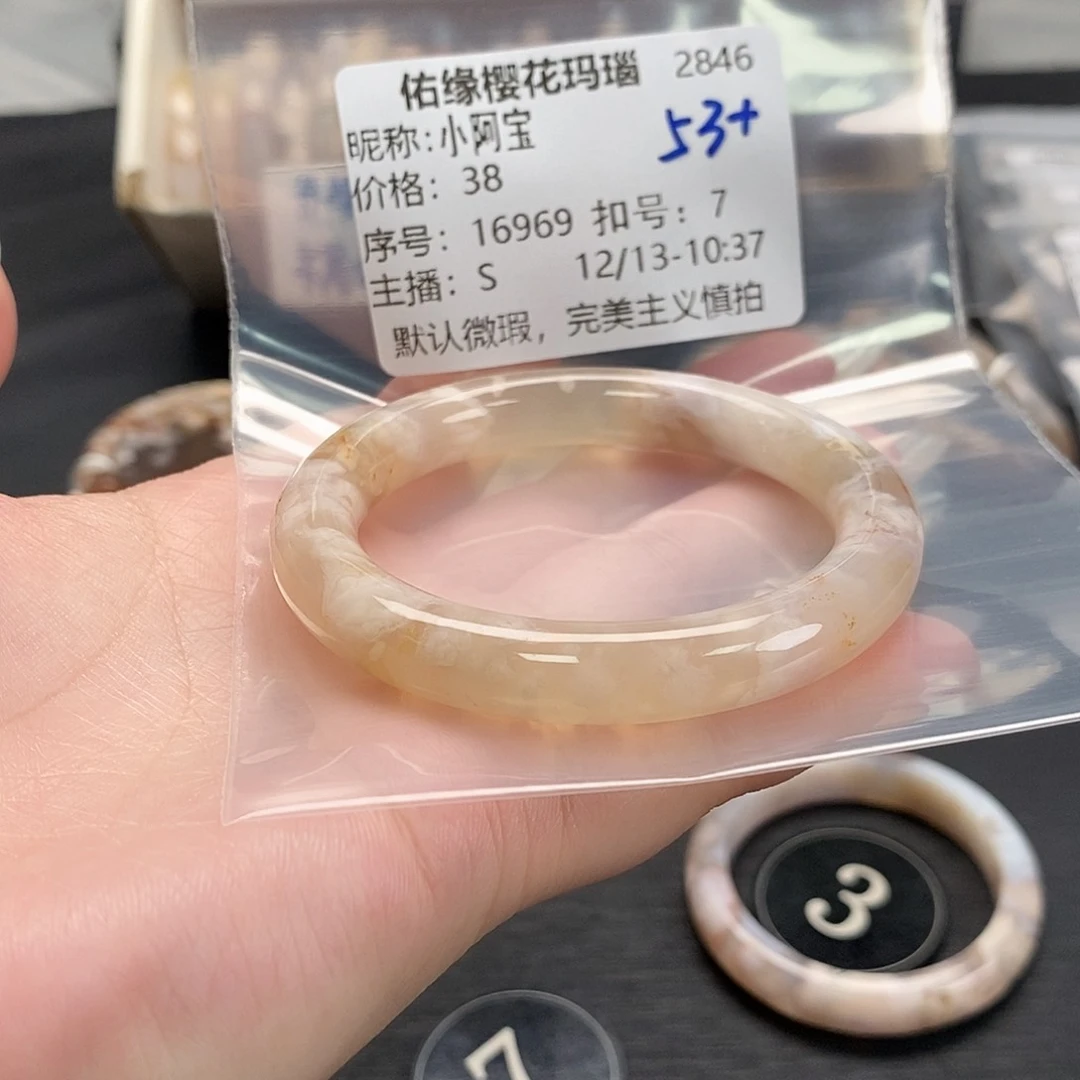 佑缘樱花玛瑙 2846
昵称:小阿宝 53+
价格: 38
序号: 16969 扣号: 7
主播: S 12/13-10:37
默认微瑕，完美主义慎拍
3
7